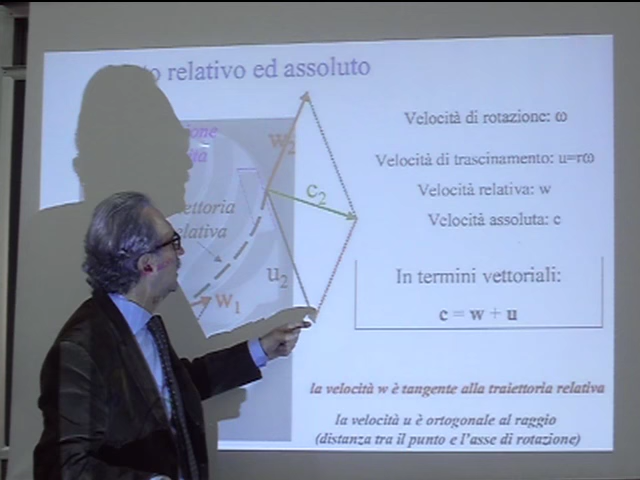 to relativo ed assoluto
Velocità di rotazione: ω
Velocità di trascinamento: u=rω
Velocità relativa: w
Velocità assoluta: c
w2
c2
u2
w1
In termini vettoriali:
c = w + u
la velocità w è tangente alla traiettoria relativa
la velocità u è ortogonale al raggio
(distanza tra il punto e l'asse di rotazione)